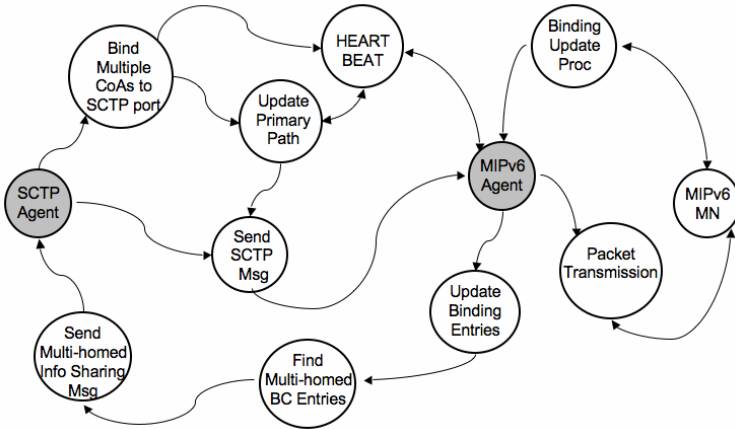 Bind
Multiple
CoAs to
SCTP port
HEART
BEAT
Binding
Update
Proc
Update
Primary
Path
SCTP
Agent
MIPv6
Agent
MIPv6
MN
Send
SCTP
Msg
Packet
Transmission
Update
Binding
Entries
Send
Multi-homed
Info Sharing
Msg
Find
Multi-homed
BC Entries